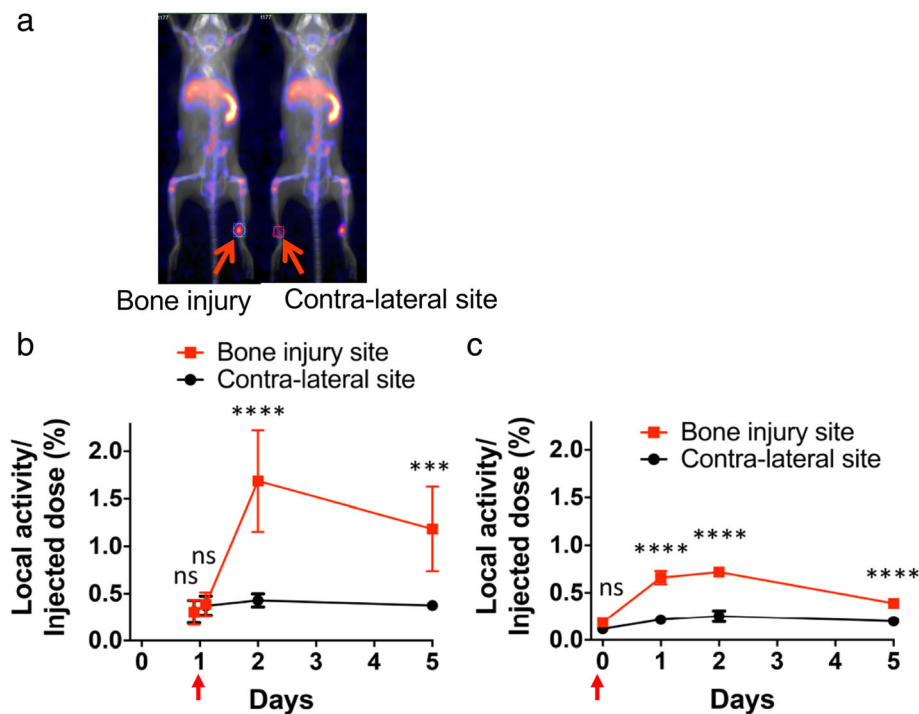 a
t177
t177
Bone injury
Contra-lateral site
b
Bone injury site
Contra-lateral site
Local activity/
Injected dose (%)
2.0
1.5
1.0
0.5
0.0
ns
ns
****
***
0 1 2 3 4 5
Days
c
Bone injury site
Contra-lateral site
Local activity/
Injected dose (%)
2.0
1.5
1.0
0.5
0.0
ns
****
****
****
0 1 2 3 4 5
Days